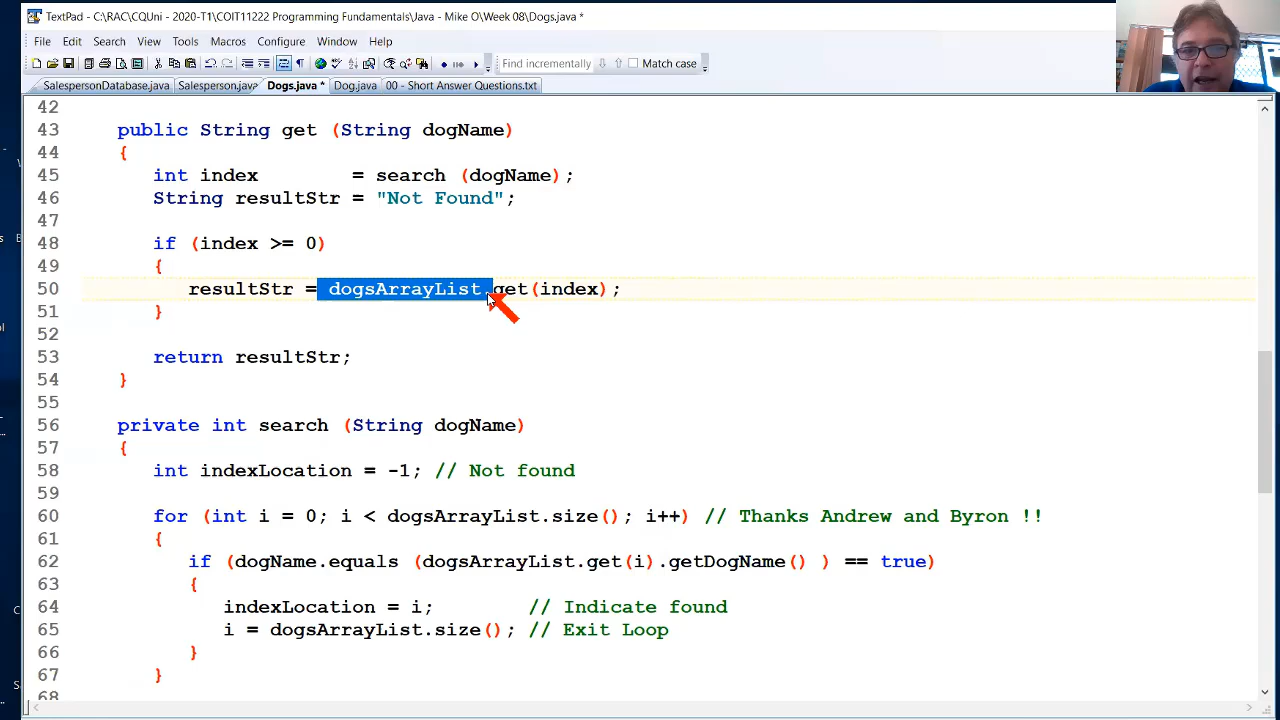 TextPad - C:\RAC\CQUni - 2020-T1\COIT11222 Programming Fundamentals\Java - Mike O\Week 08\Dogs.java *
File Edit Search View Tools Macros Configure Window Help
Find incrementally Match case
SalespersonDatabase.java Salesperson.java Dogs.java * Dog.java 00 - Short Answer Questions.txt
42
43 public String get (String dogName)
44 {
45 int index = search (dogName);
46 String resultStr = "Not Found";
47
48 if (index >= 0)
49 {
50 resultStr = dogsArrayList.get(index);
51 }
52
53 return resultStr;
54 }
55
56 private int search (String dogName)
57 {
58 int indexLocation = -1; // Not found
59
60 for (int i = 0; i < dogsArrayList.size(); i++) // Thanks Andrew and Byron !!
61 {
62 if (dogName.equals (dogsArrayList.get(i).getDogName() ) == true)
63 {
64 indexLocation = i; // Indicate found
65 i = dogsArrayList.size(); // Exit Loop
66 }
67 }
68